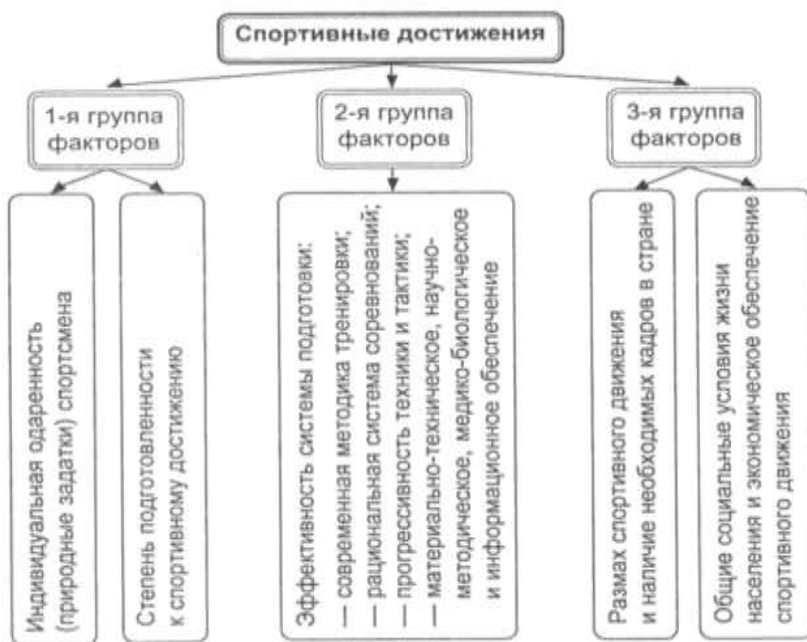 Спортивные достижения
1-я группа
факторов
2-я группа
факторов
3-я группа
факторов
Индивидуальная одаренность
(природные задатки) спортсмена
Степень подготовленности
к спортивному достижению
Эффективность системы подготовки:
— современная методика тренировки;
— рациональная система соревнований;
— прогрессивность техники и тактики;
— материально-техническое, научно-
методическое, медико-биологическое
и информационное обеспечение
Размах спортивного движения
и наличие необходимых кадров в стране
Общие социальные условия жизни
населения и экономическое обеспечение
спортивного движения